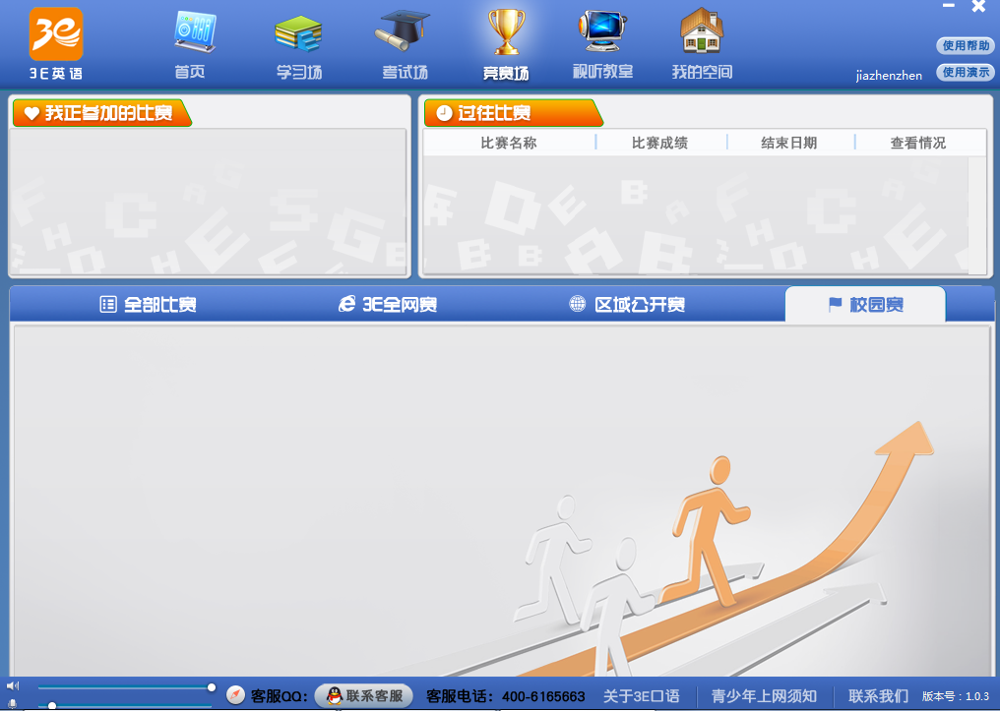 3E
3E英语
首页
学习场
考试场
竞赛场
视听教室
我的空间
使用帮助
jiazhenzhen
使用演示
我正参加的比赛
过往比赛
比赛名称
比赛成绩
结束日期
查看情况
全部比赛
3E全网赛
区域公开赛
校园赛
客服QQ:
联系客服
客服电话: 400-6165663
关于3E口语
青少年上网须知
联系我们
版本号:1.0.3